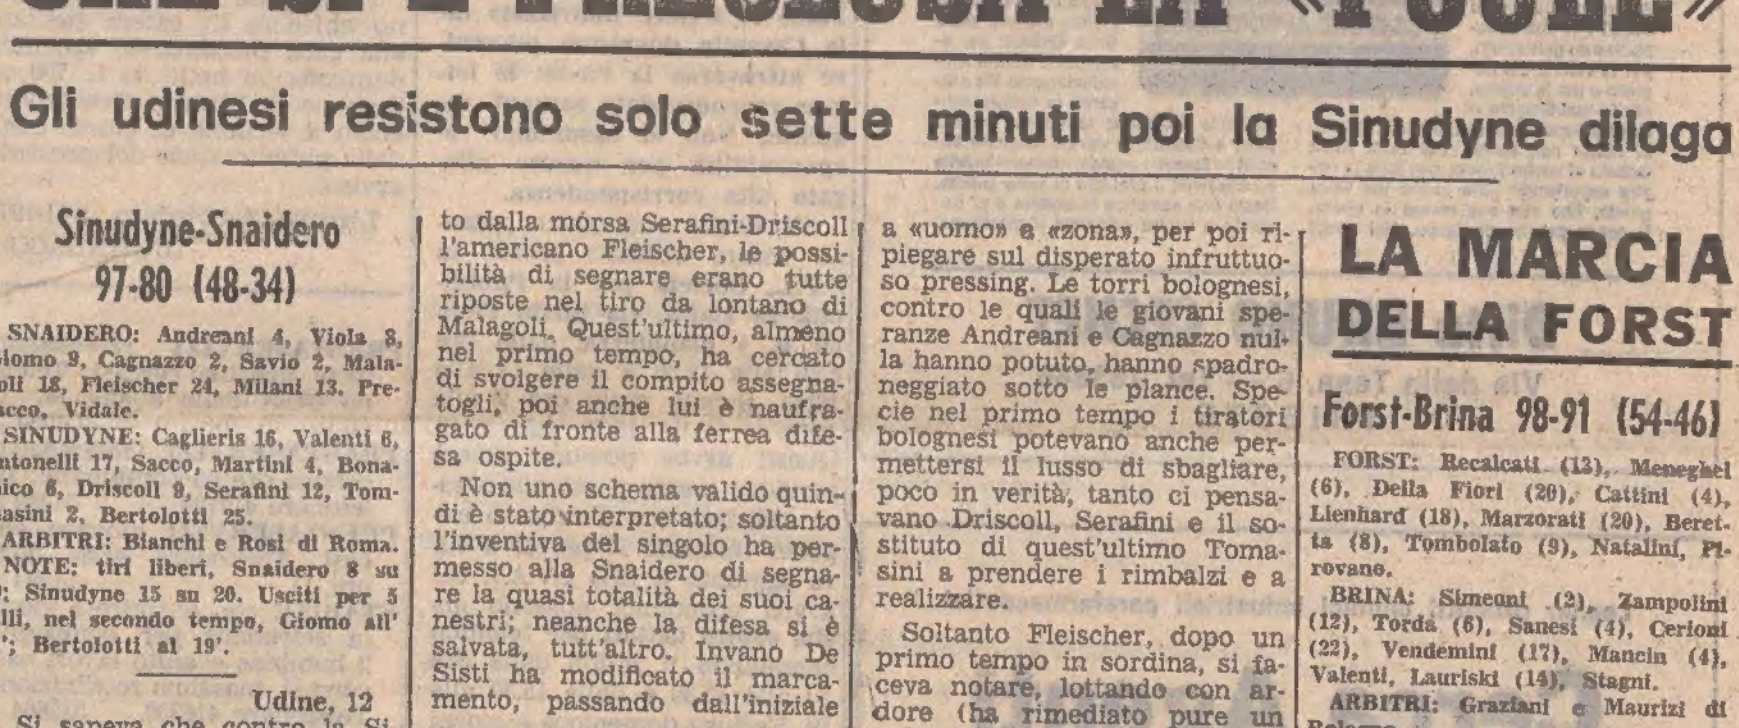 «POULE»
Gli udinesi resistono solo sette minuti poi la Sinudyne dilaga
Sinudyne-Snaidero
97-80 (48-34)
SNAIDERO: Andreani 4, Viola 8,
iomo 9, Cagnazzo 2, Savio 2, Mala-
oli 18, Fleischer 24, Milani 13. Pre-
acco, Vidale.
SINUDYNE: Caglieris 16, Valenti 6,
ntonelli 17, Sacco, Martini 4, Bona-
ico 6, Driscoll 9, Serafini 12, Tom-
asini 2, Bertolotti 25.
ARBITRI: Bianchi e Rosi di Roma.
NOTE: tiri liberi, Snaidero 8 su
; Sinudyne 15 su 20. Usciti per 5
lli, nel secondo tempo, Giomo all'
'; Bertolotti al 19'.
Udine, 12
Si sapeva che contro la Si-
to dalla morsa Serafini-Driscoll
l'americano Fleischer, le possi-
bilità di segnare erano tutte
riposte nel tiro da lontano di
Malagoli. Quest'ultimo, almeno
nel primo tempo, ha cercato
di svolgere il compito assegna-
togli, poi anche lui è naufra-
gato di fronte alla ferrea dife-
sa ospite.
Non uno schema valido quin-
di è stato interpretato; soltanto
l'inventiva del singolo ha per-
messo alla Snaidero di segna-
re la quasi totalità dei suoi ca-
nestri; neanche la difesa si è
salvata, tutt'altro. Invano De
Sisti ha modificato il marca-
mento, passando dall'iniziale
a «uomo» a «zona», per poi ri-
piegare sul disperato infruttuo-
so pressing. Le torri bolognesi,
contro le quali le giovani spe-
ranze Andreani e Cagnazzo nul-
la hanno potuto, hanno spadro-
neggiato sotto le plance. Spe-
cie nel primo tempo i tiratori
bolognesi potevano anche per-
mettersi il lusso di sbagliare,
poco in verità, tanto ci pensa-
vano Driscoll, Serafini e il so-
stituto di quest'ultimo Toma-
sini a prendere i rimbalzi e a
realizzare.
Soltanto Fleischer, dopo un
primo tempo in sordina, si fa-
ceva notare, lottando con ar-
dore (ha rimediato pure un
LA MARCIA
DELLA FORST
Forst-Brina 98-91 (54-46)
FORST: Recalcati (13), Meneghel
(6), Della Fiori (20), Cattini (4),
Lienhard (18), Marzorati (20), Beret-
ta (8), Tombolato (9), Natalini, Pi-
rovano.
BRINA: Simeoni (2), Zampolini
(12), Torda (6), Sanesi (4), Cerioni
(22), Vendemini (17), Mancin (4),
Valenti, Lauriski (14), Stagni.
ARBITRI: Graziani e Maurizi di